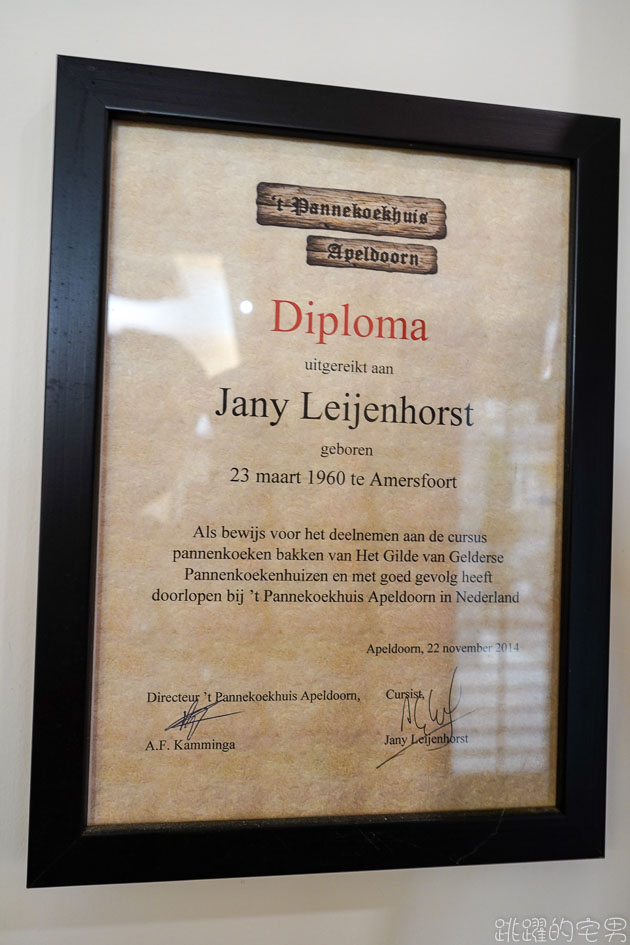 't Pannekoekhuis
Apeldoorn
Diploma
uitgereikt aan
Jany Leijenhorst
geboren
23 maart 1960 te Amersfoort
Als bewijs voor het deelnemen aan de cursus
pannenkoeken bakken van Het Gilde van Gelderse
Pannenkoekenhuizen en met goed gevolg heeft
doorlopen bij 't Pannekoekhuis Apeldoorn in Nederland
Apeldoorn, 22 november 2014
Directeur 't Pannekoekhuis Apeldoorn, Cursist,
A.F. Kamminga Jany Leijenhorst
跳躍的宅男